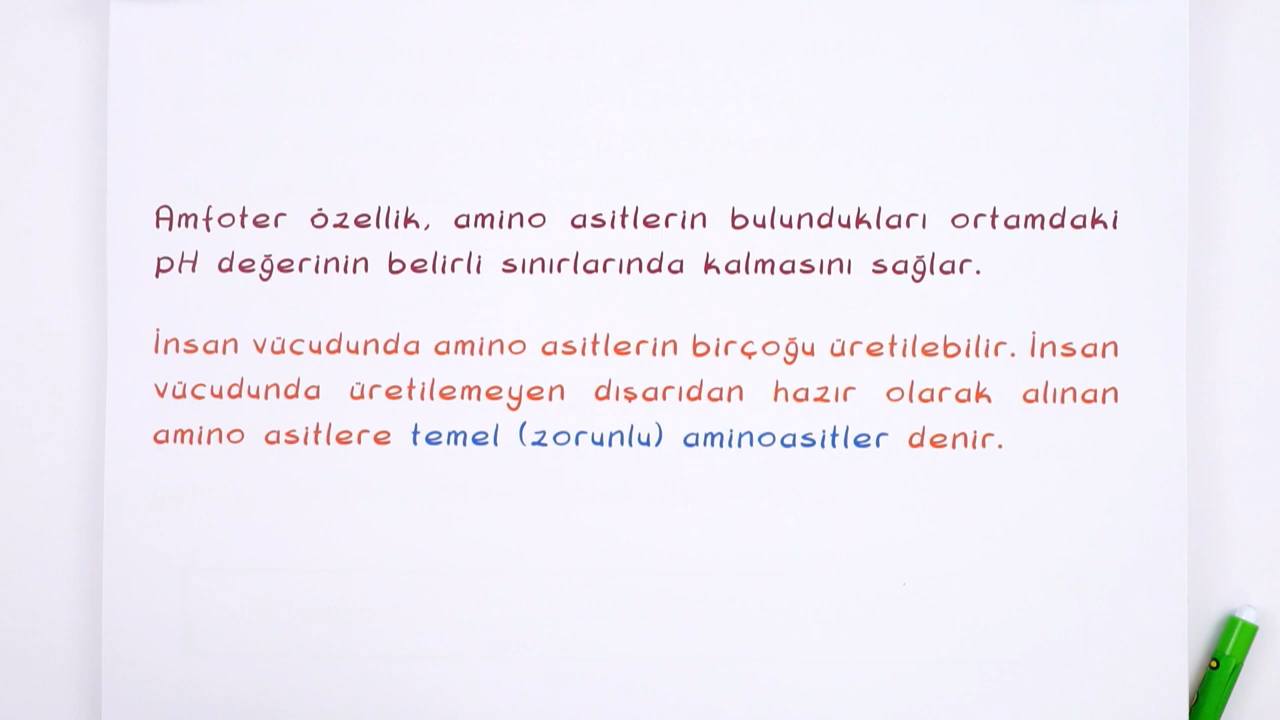 Amfoter özellik, amino asitlerin bulundukları ortamdaki
pH değerinin belirli sınırlarında kalmasını sağlar.
İnsan vücudunda amino asitlerin birçoğu üretilebilir. İnsan
vücudunda üretilemeyen dışarıdan hazır olarak alınan
amino asitlere temel (zorunlu) aminoasitler denir.